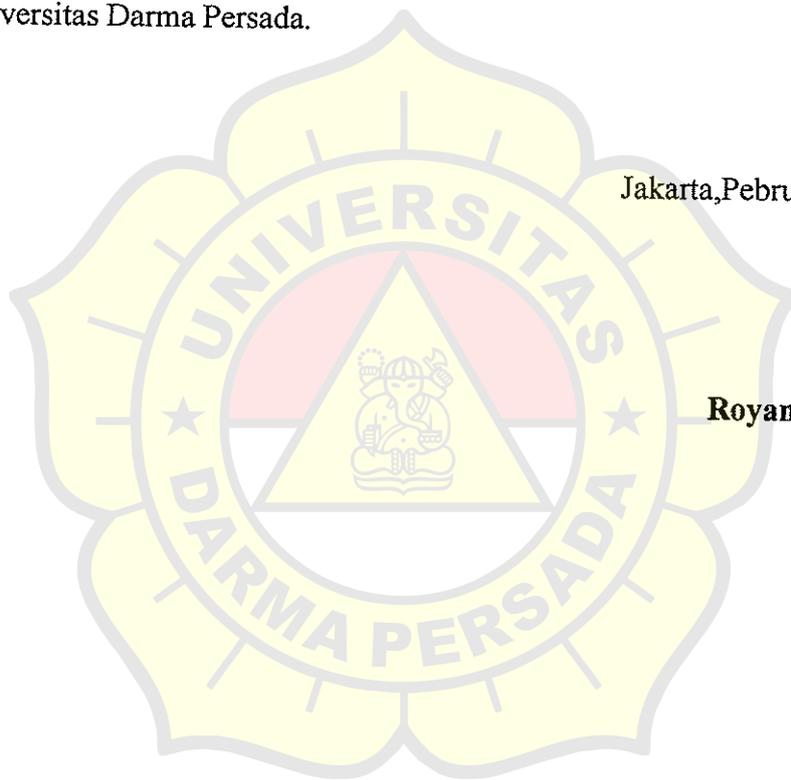 versitas Darma Persada.
Jakarta,Pebru
Royan
UNIVERSITAS
DARMA PERSADA